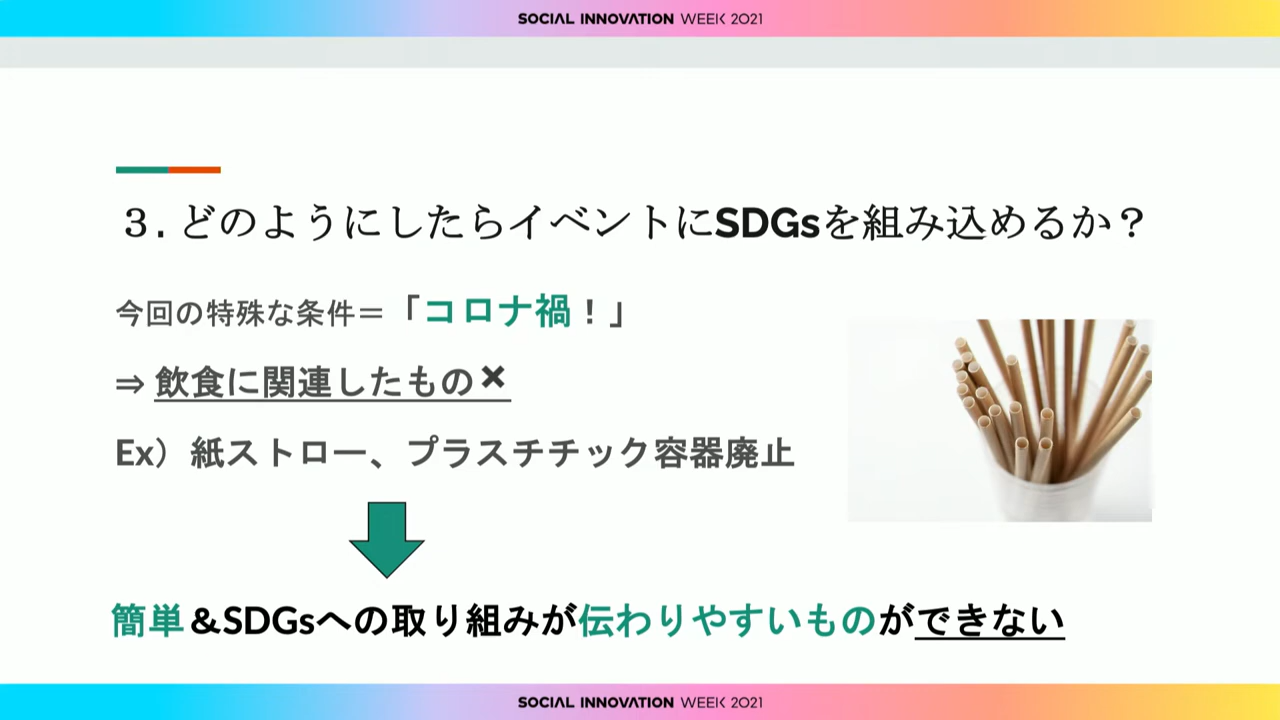 SOCIAL INNOVATION WEEK 2021
３. どのようにしたらイベントにSDGsを組み込めるか？
今回の特殊な条件＝「コロナ禍！」
⇒ 飲食に関連したもの✕
Ex）紙ストロー、プラスチチック容器廃止
簡単＆SDGsへの取り組みが伝わりやすいものができない
SOCIAL INNOVATION WEEK 2021